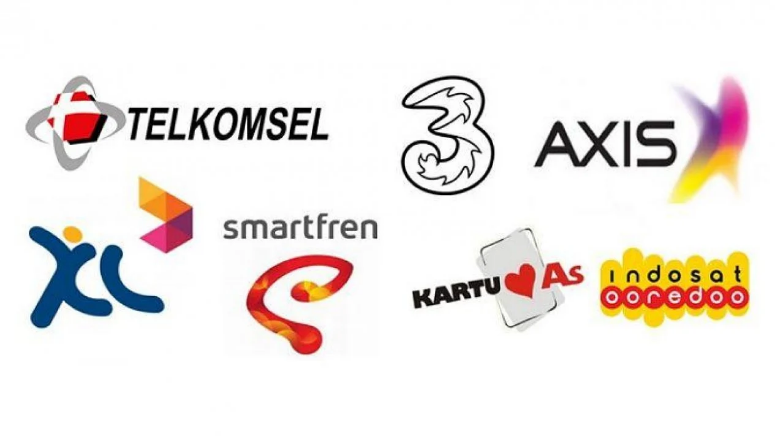 TELKOMSEL
3
AXIS
XL
smartfren
KARTU As
indosat
ooredoo